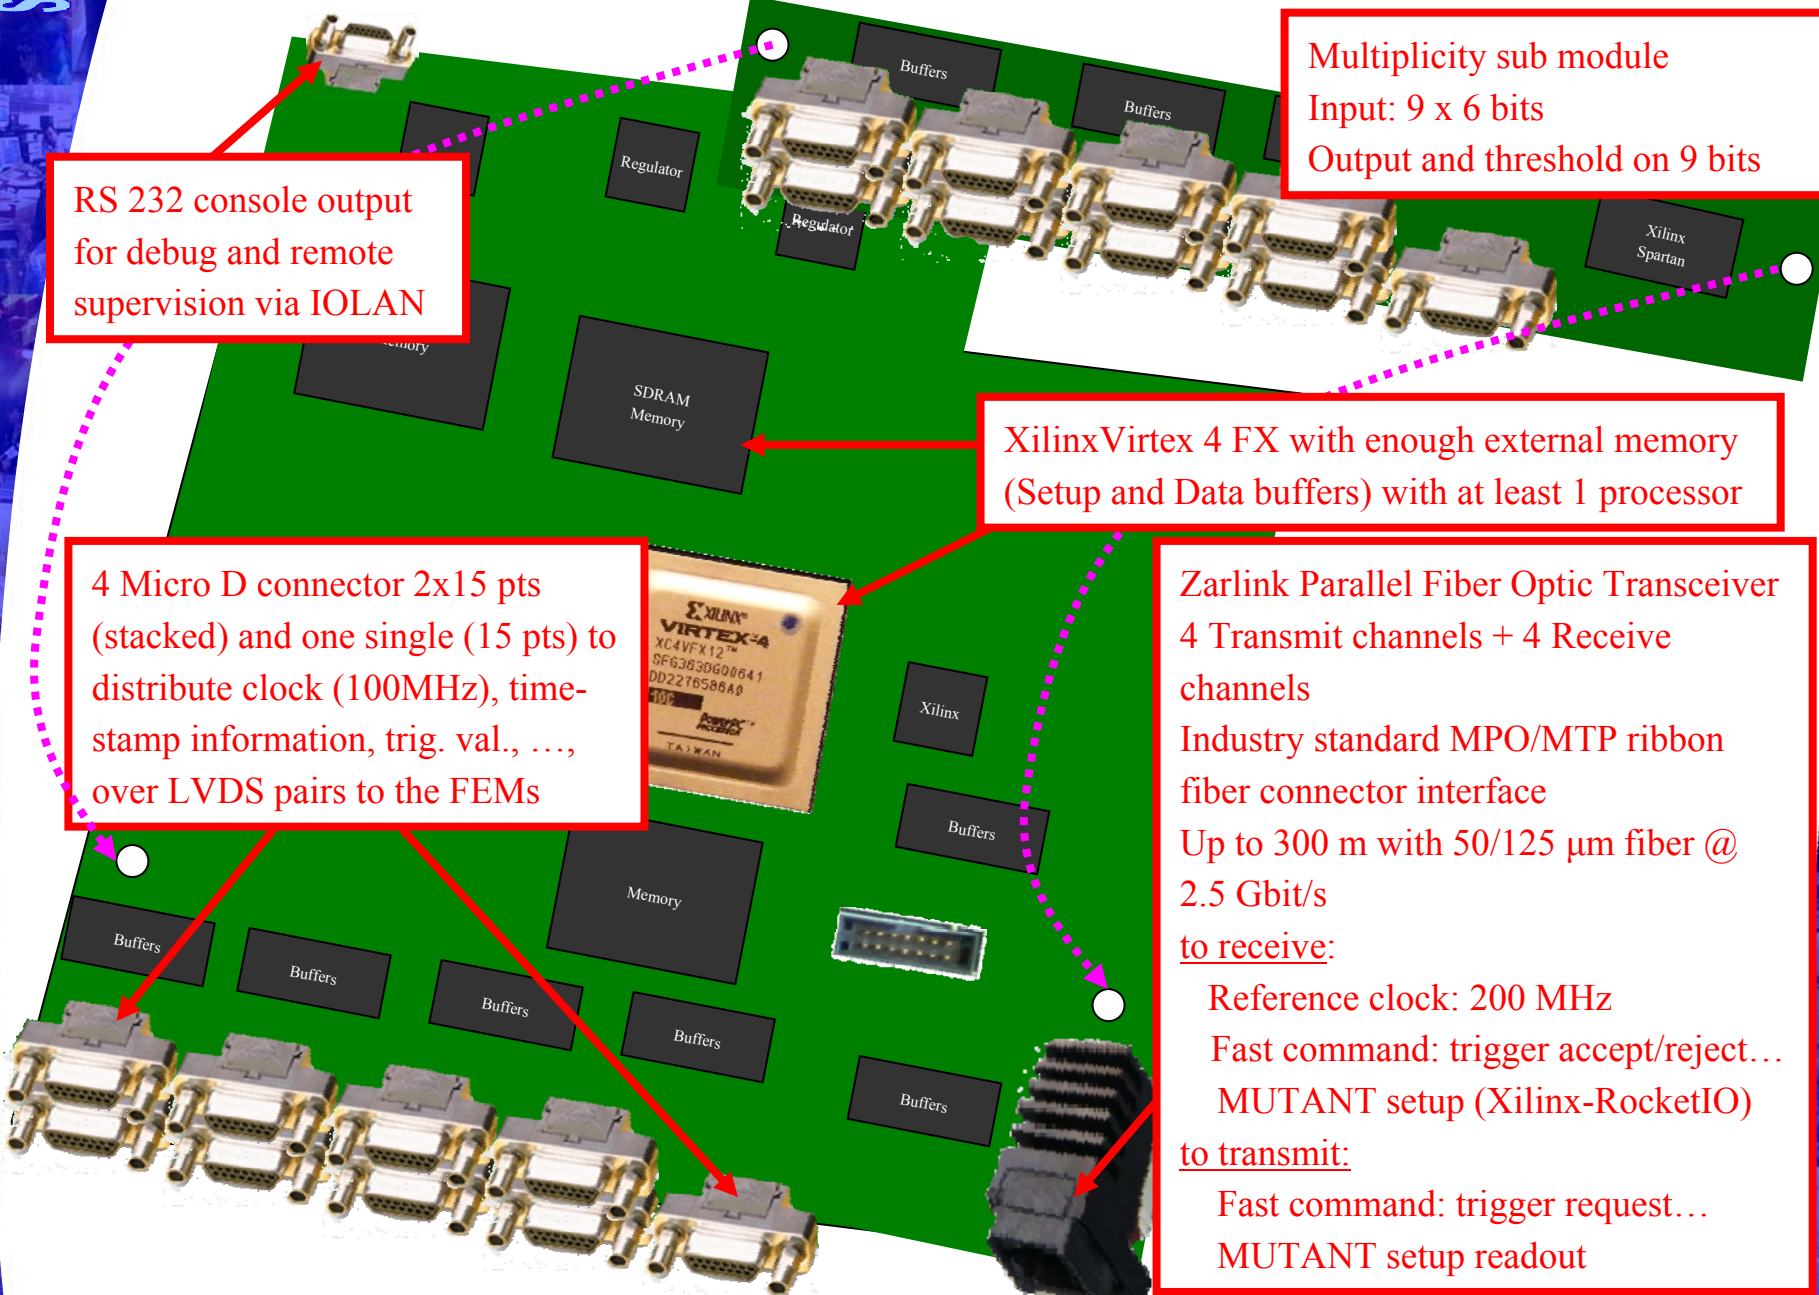 Multiplicity sub module
Input: 9 x 6 bits
Output and threshold on 9 bits
Buffers
Buffers
Regulator
Regulator
Xilinx
Spartan
RS 232 console output
for debug and remote
supervision via IOLAN
SDRAM
Memory
XilinxVirtex 4 FX with enough external memory
(Setup and Data buffers) with at least 1 processor
4 Micro D connector 2x15 pts
(stacked) and one single (15 pts) to
distribute clock (100MHz), time-
stamp information, trig. val., …,
over LVDS pairs to the FEMs
XILINX®
VIRTEX-4
XC4VFX12™
SFG363DGQ0641
DD2276586A0
10C
PowerPC™
PROCESSOR
TAIWAN
Xilinx
Buffers
Memory
Buffers
Buffers
Buffers
Buffers
Buffers
Zarlink Parallel Fiber Optic Transceiver
4 Transmit channels + 4 Receive
channels
Industry standard MPO/MTP ribbon
fiber connector interface
Up to 300 m with 50/125 μm fiber @
2.5 Gbit/s
to receive:
Reference clock: 200 MHz
Fast command: trigger accept/reject…
MUTANT setup (Xilinx-RocketIO)
to transmit:
Fast command: trigger request…
MUTANT setup readout